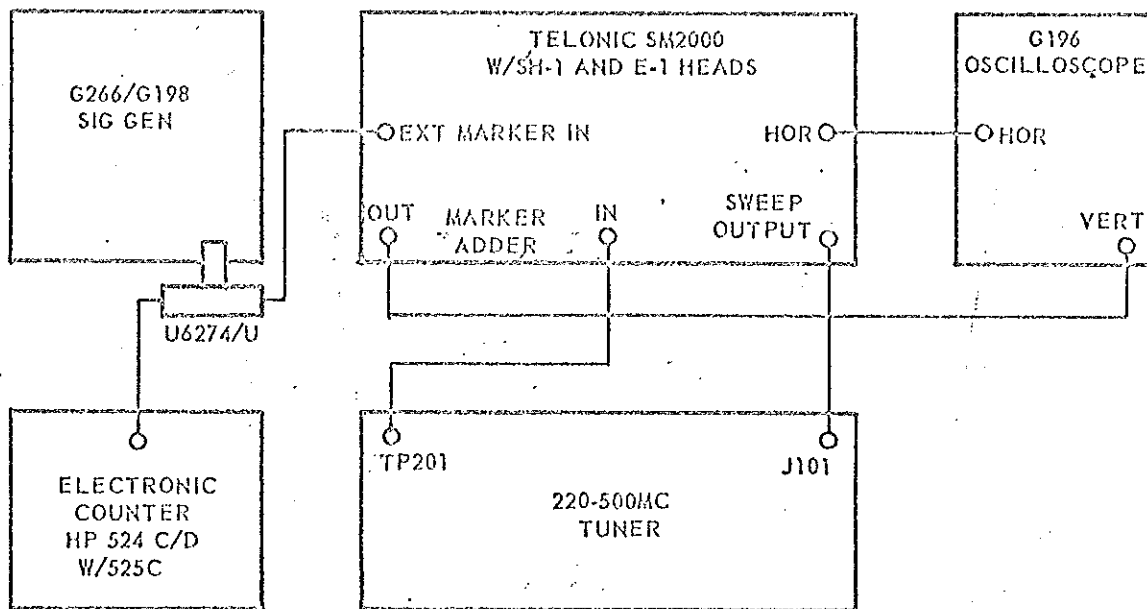 G266/G198
SIG GEN
TELONIC SM2000
W/SH-1 AND E-1 HEADS
G196
OSCILLOSCOPE
EXT MARKER IN
HOR
HOR
OUT
MARKER
ADDER
IN
SWEEP
OUTPUT
VERT
U6274/U
ELECTRONIC
COUNTER
HP 524 C/D
W/525C
TP201
J101
220-500MC
TUNER